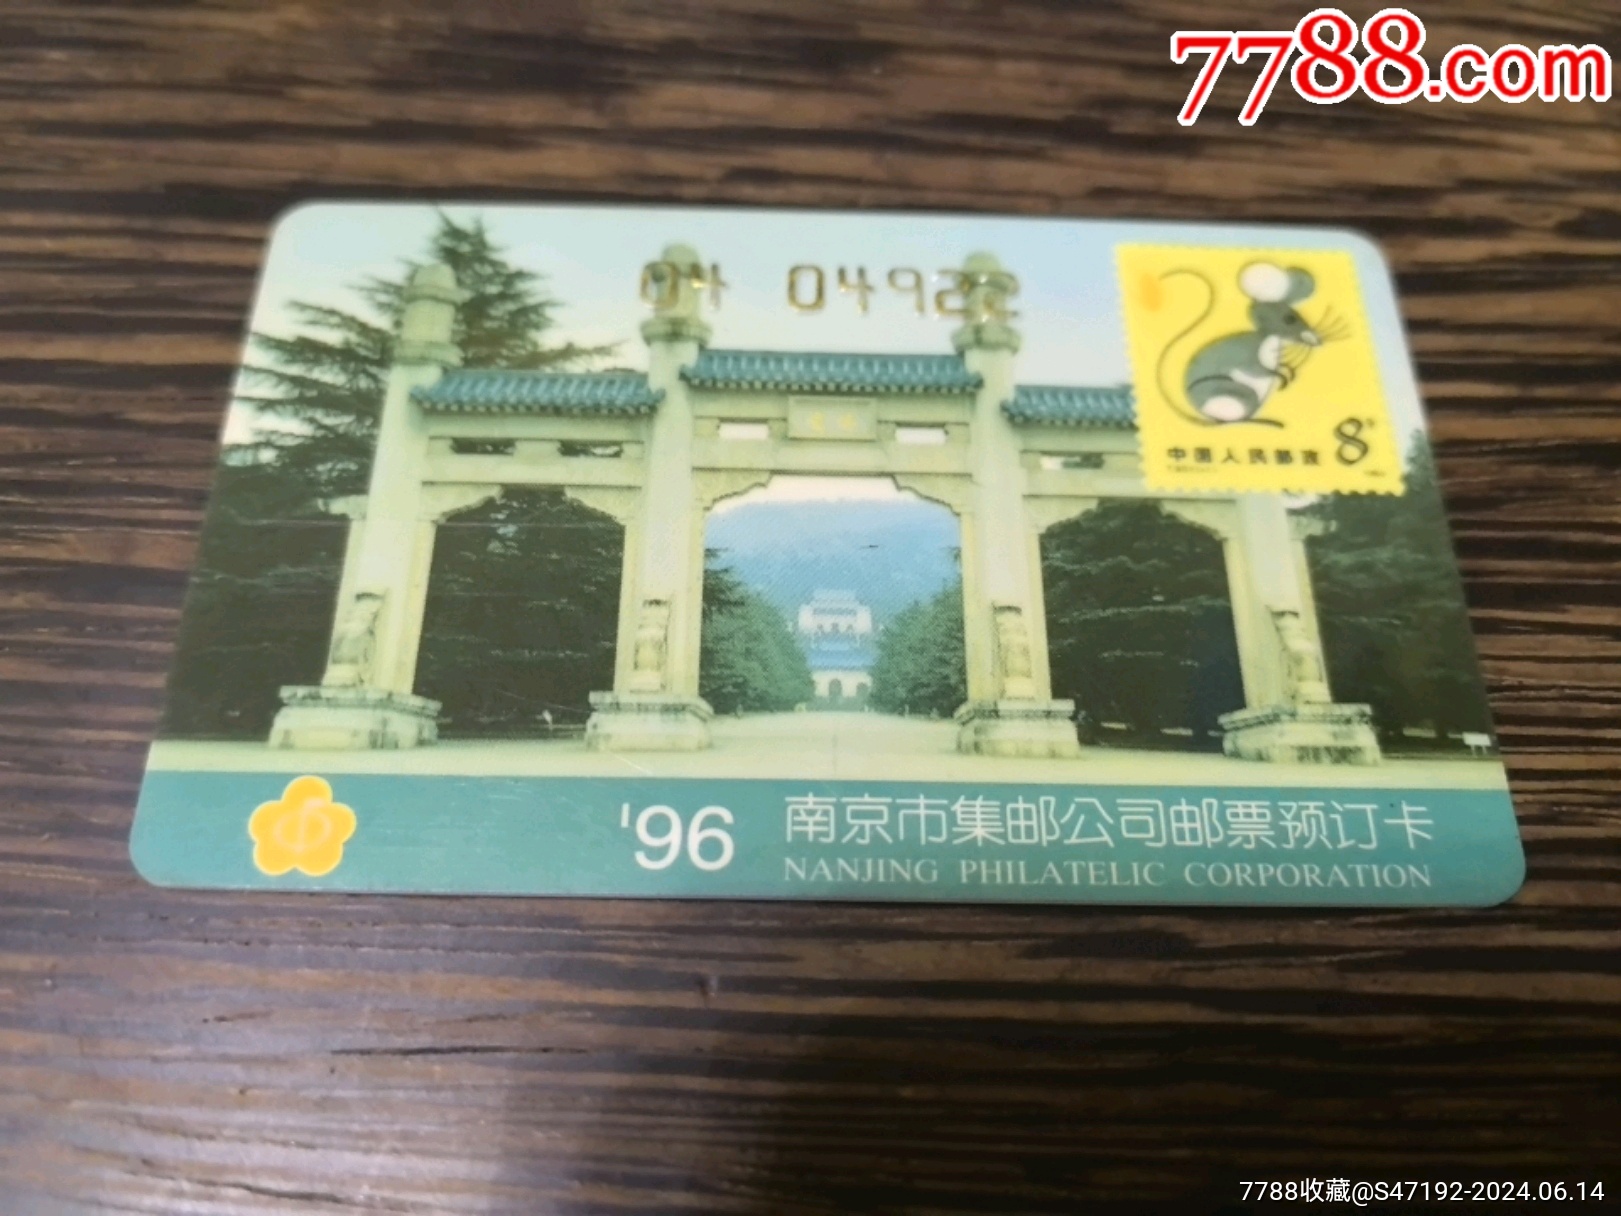 7788.com
04 04922
8分
中国人民邮政
'96 南京市集邮公司邮票预订卡
NANJING PHILATELIC CORPORATION
7788收藏@S47192-2024.06.14